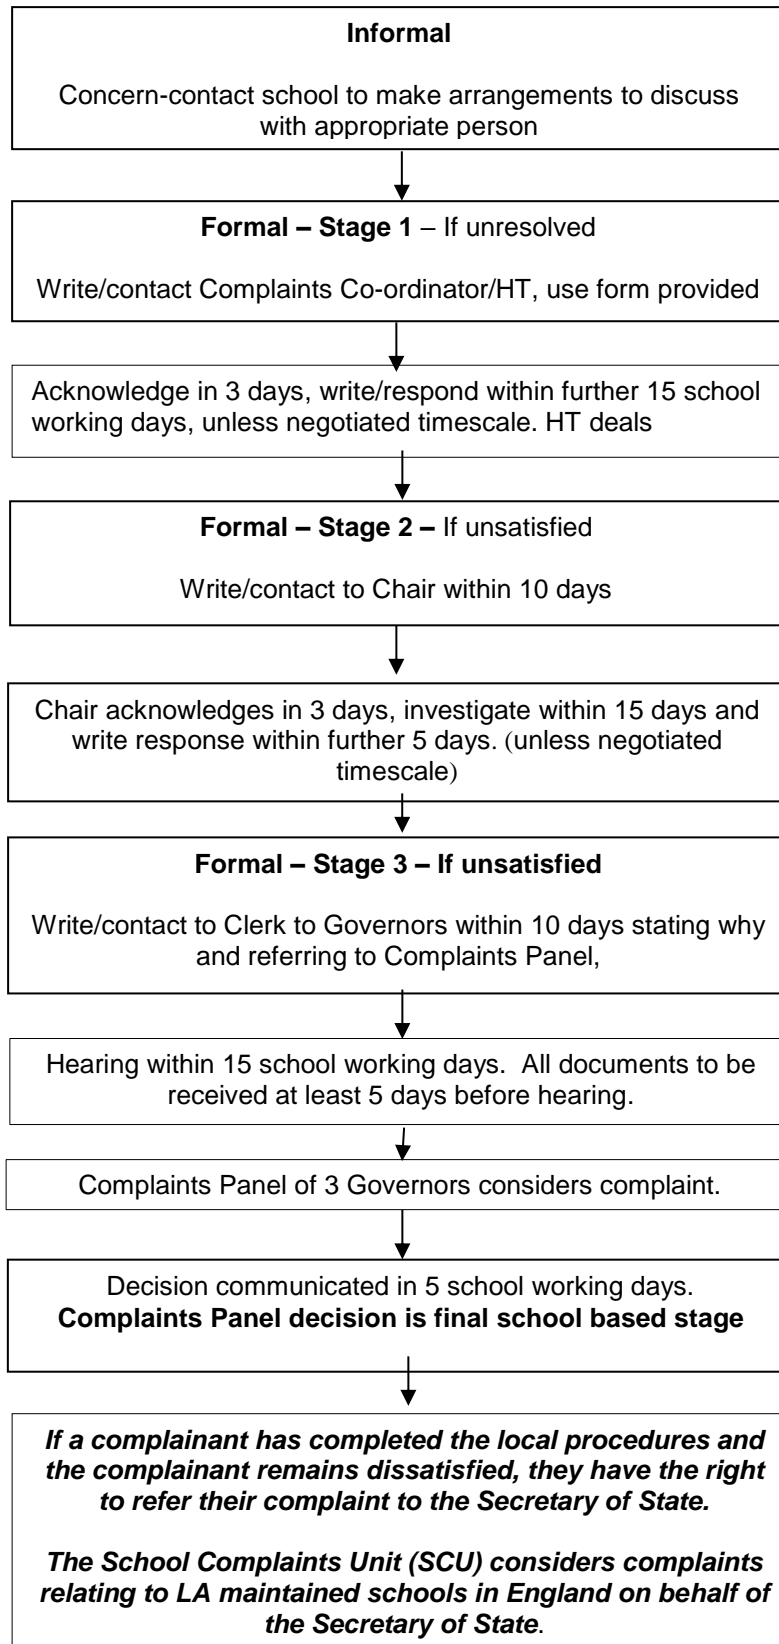 Informal
Concern-contact school to make arrangements to discuss
with appropriate person
Formal – Stage 1 – If unresolved
Write/contact Complaints Co-ordinator/HT, use form provided
Acknowledge in 3 days, write/respond within further 15 school
working days, unless negotiated timescale. HT deals
Formal – Stage 2 – If unsatisfied
Write/contact to Chair within 10 days
Chair acknowledges in 3 days, investigate within 15 days and
write response within further 5 days. (unless negotiated
timescale)
Formal – Stage 3 – If unsatisfied
Write/contact to Clerk to Governors within 10 days stating why
and referring to Complaints Panel,
Hearing within 15 school working days.  All documents to be
received at least 5 days before hearing.
Complaints Panel of 3 Governors considers complaint.
Decision communicated in 5 school working days.
Complaints Panel decision is final school based stage
If a complainant has completed the local procedures and
the complainant remains dissatisfied, they have the right
to refer their complaint to the Secretary of State.
The School Complaints Unit (SCU) considers complaints
relating to LA maintained schools in England on behalf of
the Secretary of State.